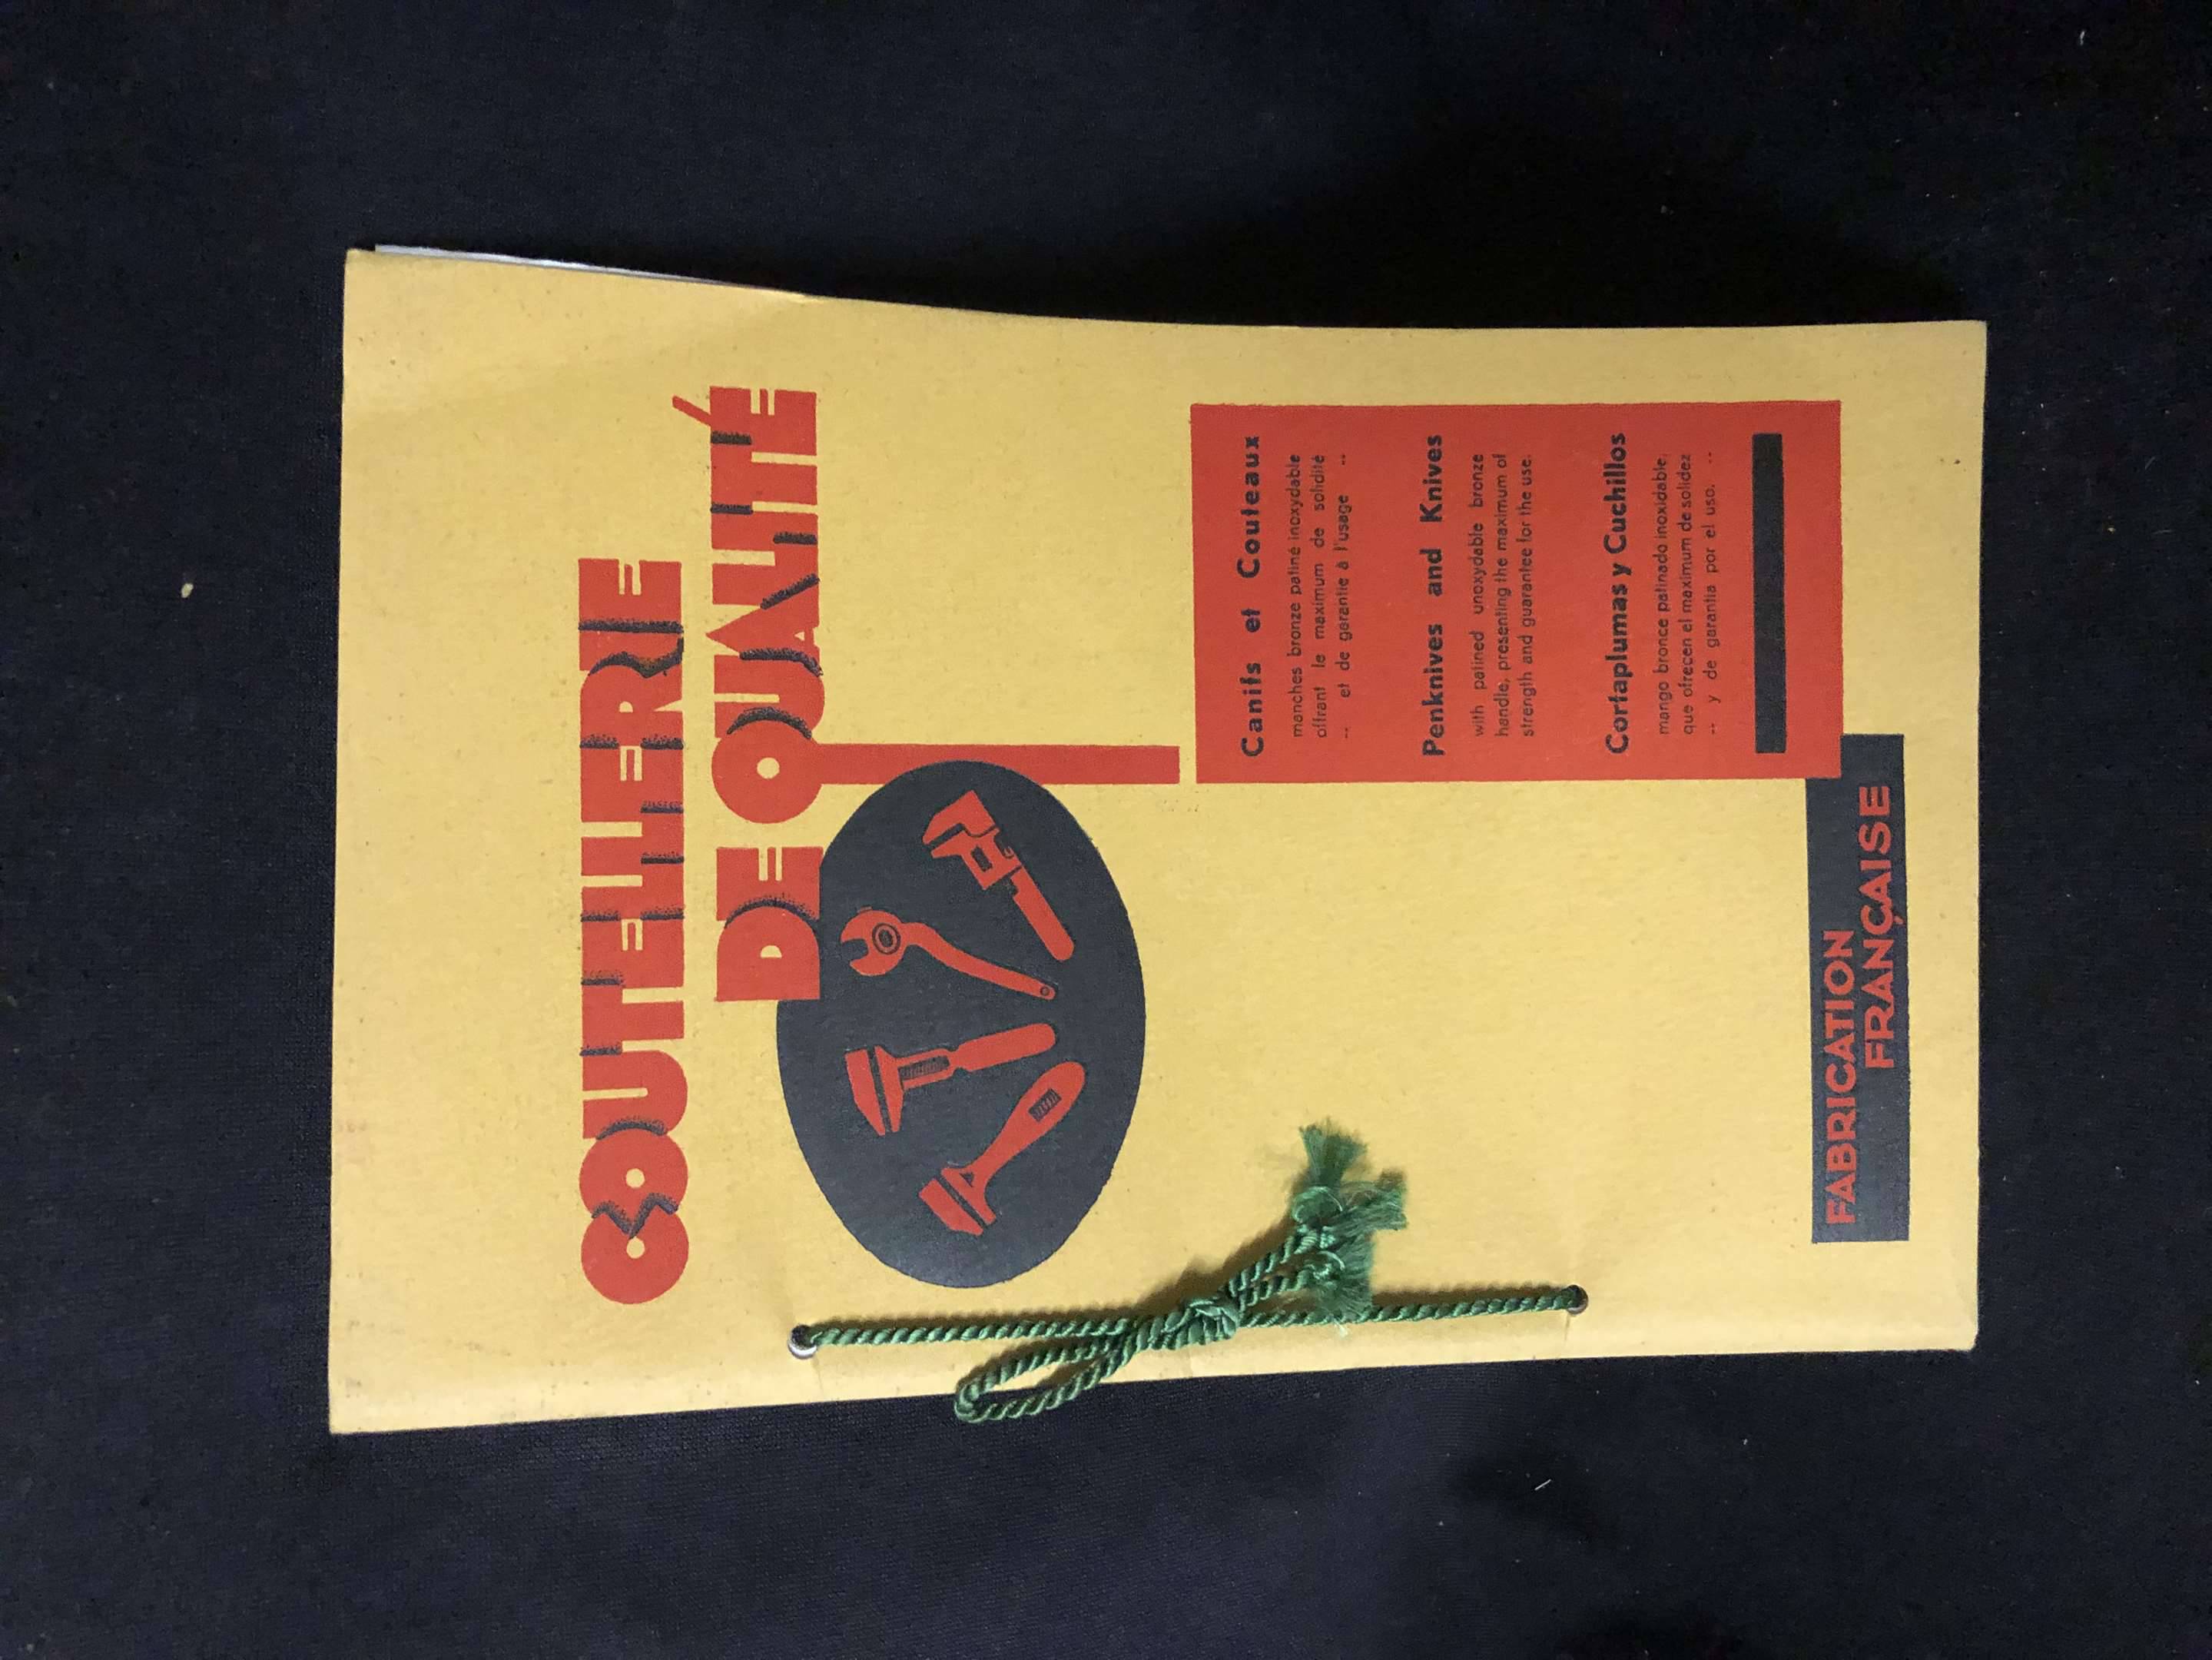 COUTELLERIE
DE QUALITÉ
Canifs et Couteaux
manches bronze patiné inoxydable
offrant le maximum de solidité
-- et de garantie à l'usage --
Penknives and Knives
with patined unoxydable bronze
handle, presenting the maximum of
strength and guarantee for the use.
Cortaplumas y Cuchillos
mango bronce patinado inoxidable,
que ofrecen el maximum de solidez
-- y de garantia por el uso. --
FABRICATION
FRANÇAISE